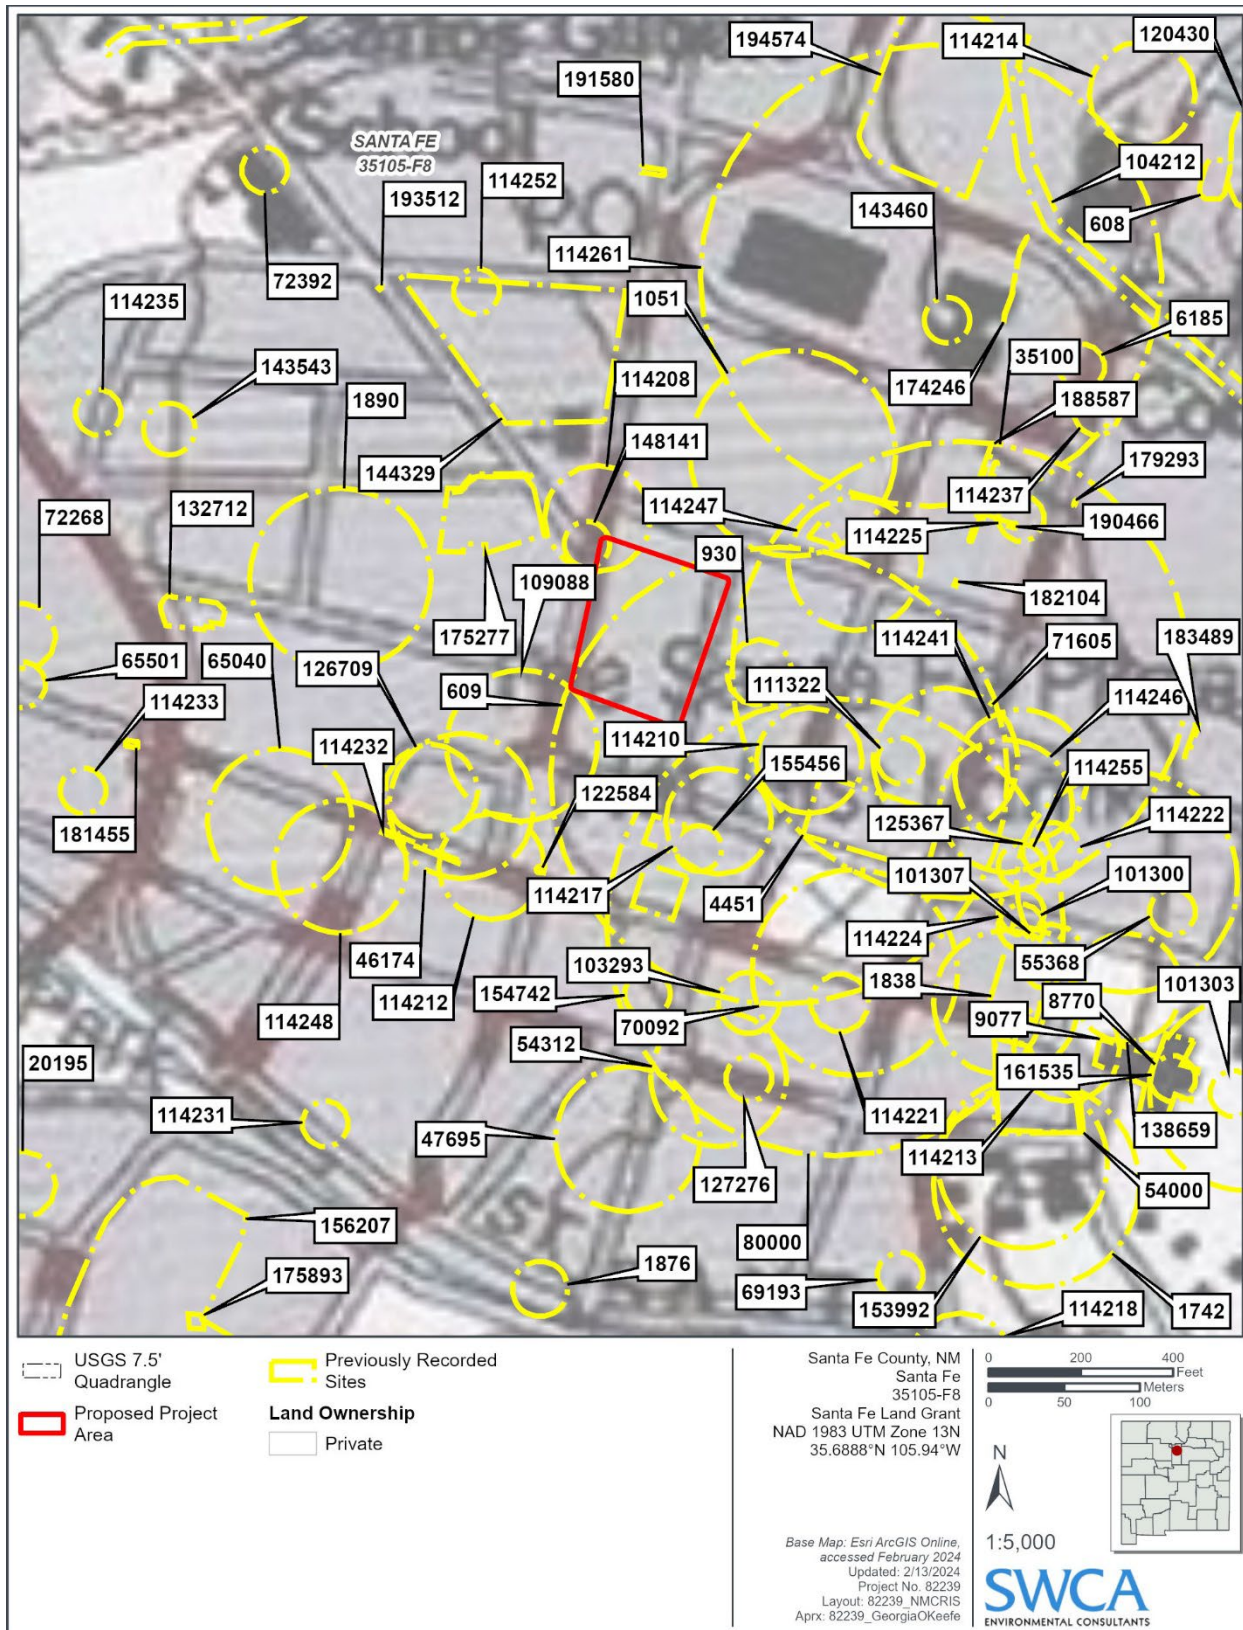 194574
114214
120430
191580
SANTA FE
35105-F8
114252
193512
104212
143460
608
72392
114261
114235
1051
6185
143543
35100
1890
114208
174246
188587
148141
144329
179293
114237
72268
132712
114247
190466
114225
930
109088
182104
175277
114241
71605
183489
65501
65040
126709
114233
609
111322
114246
114232
114210
155456
114255
122584
114222
181455
125367
101307
101300
114217
4451
114224
46174
55368
103293
1838
101303
114212
154742
8770
114248
70092
9077
54312
20195
161535
114231
114221
138659
47695
114213
127276
54000
156207
80000
175893
1876
69193
153992
114218
1742
School
PO
USGS 7.5'
Quadrangle
Proposed Project
Area
Previously Recorded
Sites
Land Ownership
Private
Santa Fe County, NM
Santa Fe
35105-F8
Santa Fe Land Grant
NAD 1983 UTM Zone 13N
35.6888°N 105.94°W
Base Map: Esri ArcGIS Online,
accessed February 2024
Updated: 2/13/2024
Project No. 82239
Layout: 82239_NMCRIS
Aprx: 82239_GeorgiaOKeefe
0 200 400
Feet
Meters
0 50 100
N
1:5,000
SWCA
ENVIRONMENTAL CONSULTANTS